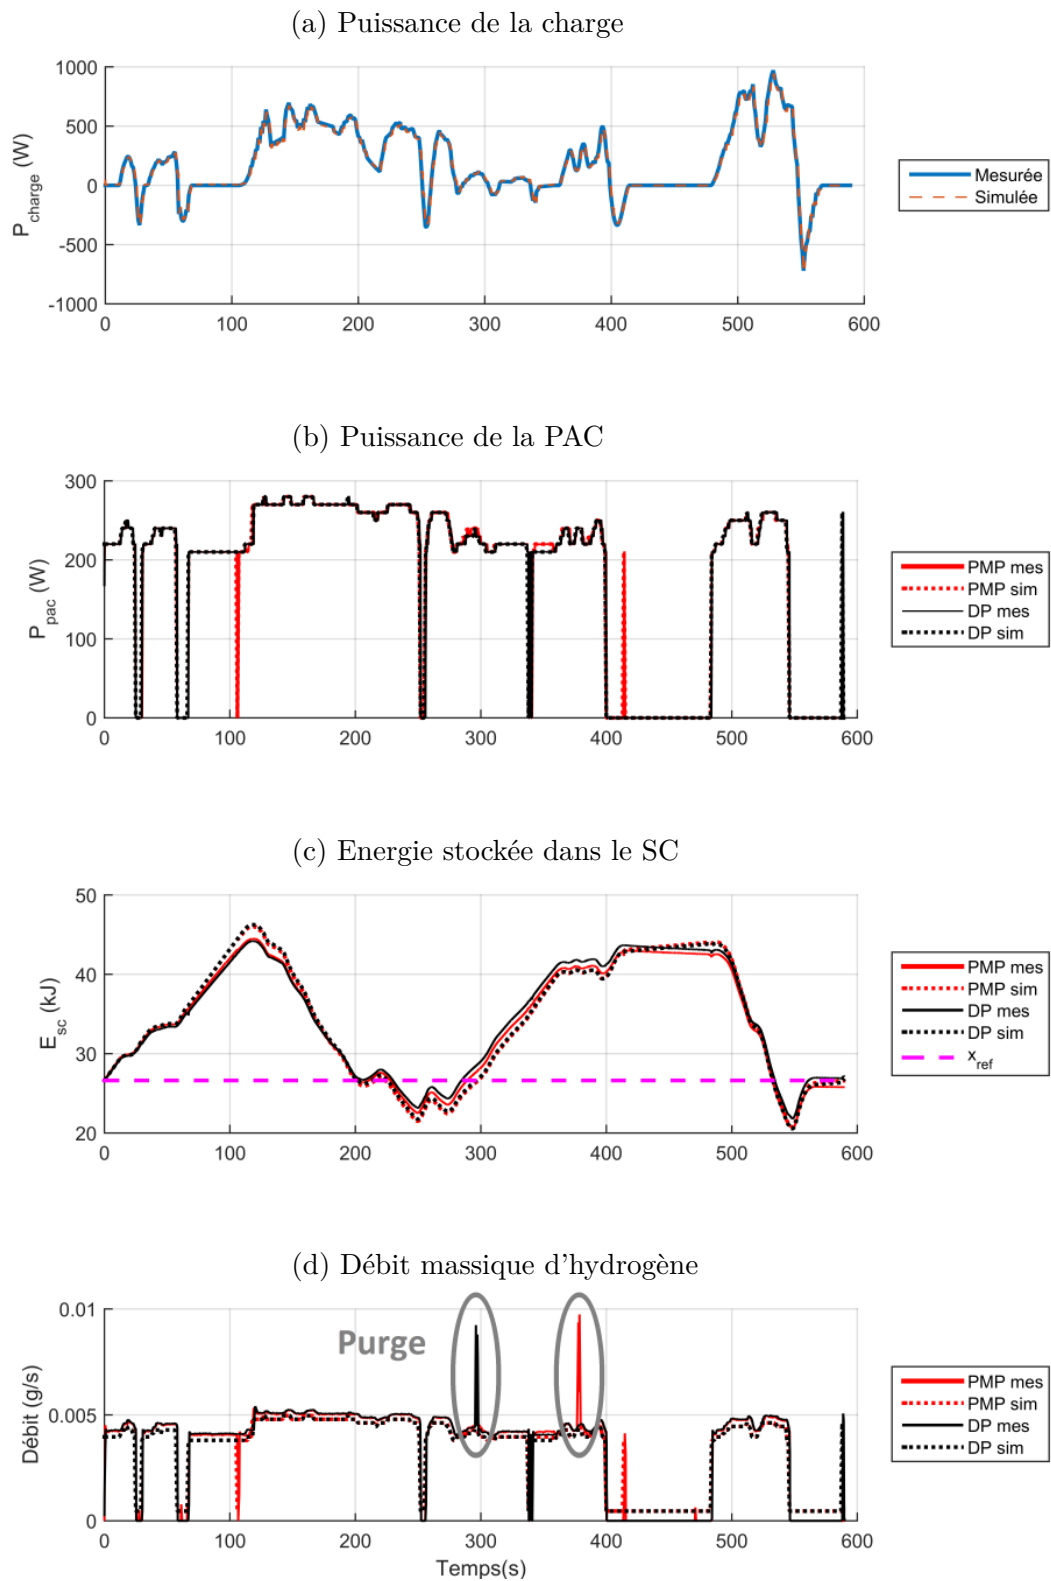 (a) Puissance de la charge
1000
500
0
-500
-1000
P_charge (W)
0 100 200 300 400 500 600
Mesurée
Simulée
(b) Puissance de la PAC
300
200
100
0
P_pac (W)
0 100 200 300 400 500 600
PMP mes
PMP sim
DP mes
DP sim
(c) Energie stockée dans le SC
50
40
30
20
E_sc (kJ)
0 100 200 300 400 500 600
PMP mes
PMP sim
DP mes
DP sim
x_ref
(d) Débit massique d'hydrogène
0.01
0.005
0
Débit (g/s)
Purge
0 100 200 300 400 500 600
Temps(s)
PMP mes
PMP sim
DP mes
DP sim